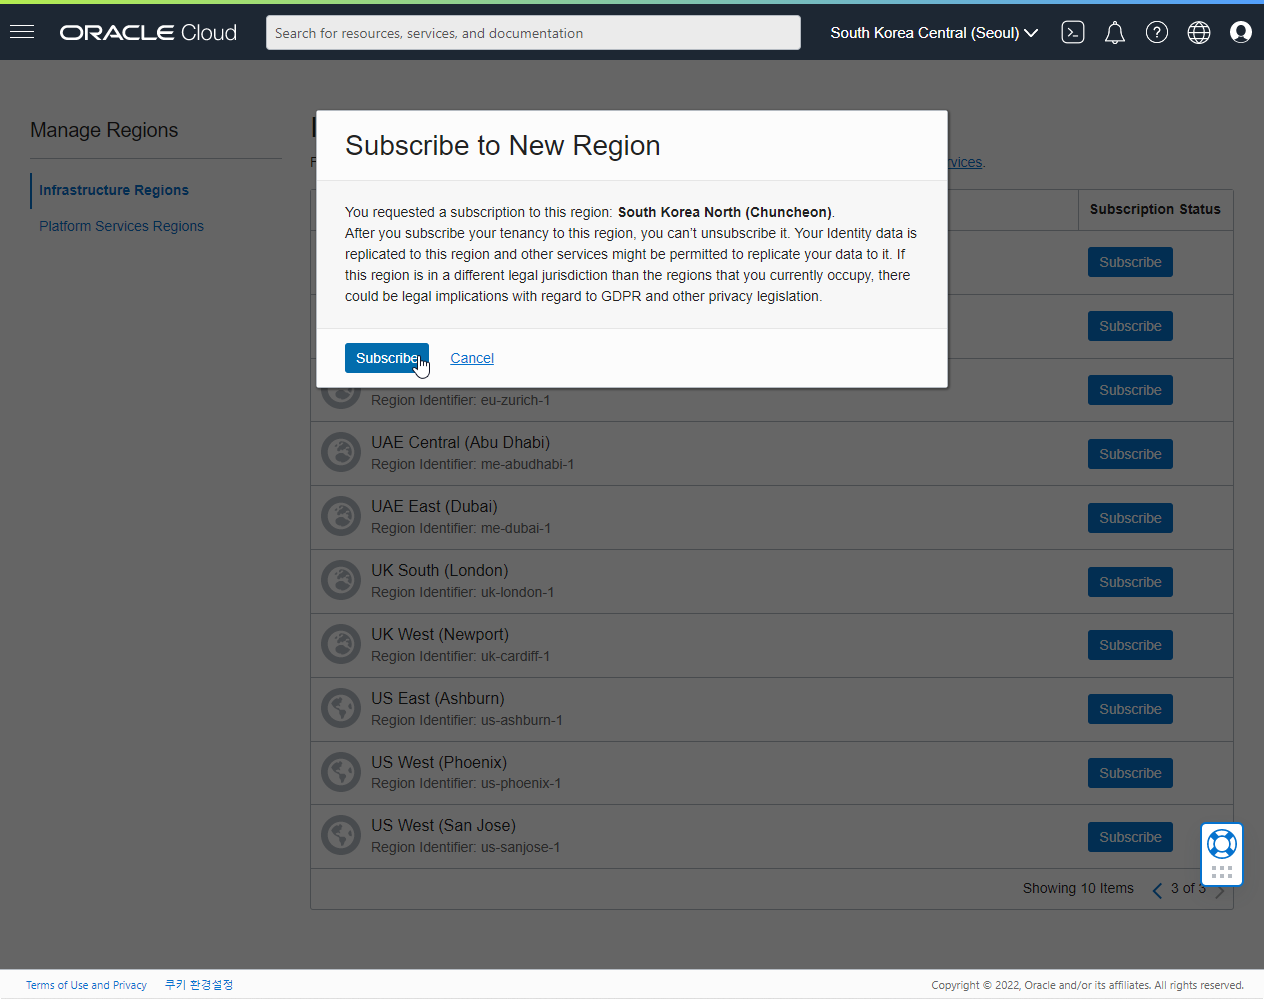 ORACLE Cloud
Search for resources, services, and documentation
South Korea Central (Seoul)
Manage Regions
Infrastructure Regions
Platform Services Regions
Subscribe to New Region
You requested a subscription to this region: South Korea North (Chuncheon).
After you subscribe your tenancy to this region, you can't unsubscribe it. Your Identity data is
replicated to this region and other services might be permitted to replicate your data to it. If
this region is in a different legal jurisdiction than the regions that you currently occupy, there
could be legal implications with regard to GDPR and other privacy legislation.
Subscribe
Cancel
Subscription Status
Subscribe
Subscribe
Region Identifier: eu-zurich-1
Subscribe
UAE Central (Abu Dhabi)
Region Identifier: me-abudhabi-1
Subscribe
UAE East (Dubai)
Region Identifier: me-dubai-1
Subscribe
UK South (London)
Region Identifier: uk-london-1
Subscribe
UK West (Newport)
Region Identifier: uk-cardiff-1
Subscribe
US East (Ashburn)
Region Identifier: us-ashburn-1
Subscribe
US West (Phoenix)
Region Identifier: us-phoenix-1
Subscribe
US West (San Jose)
Region Identifier: us-sanjose-1
Subscribe
Showing 10 Items
3 of 3
Terms of Use and Privacy
쿠키 환경설정
Copyright © 2022, Oracle and/or its affiliates. All rights reserved.